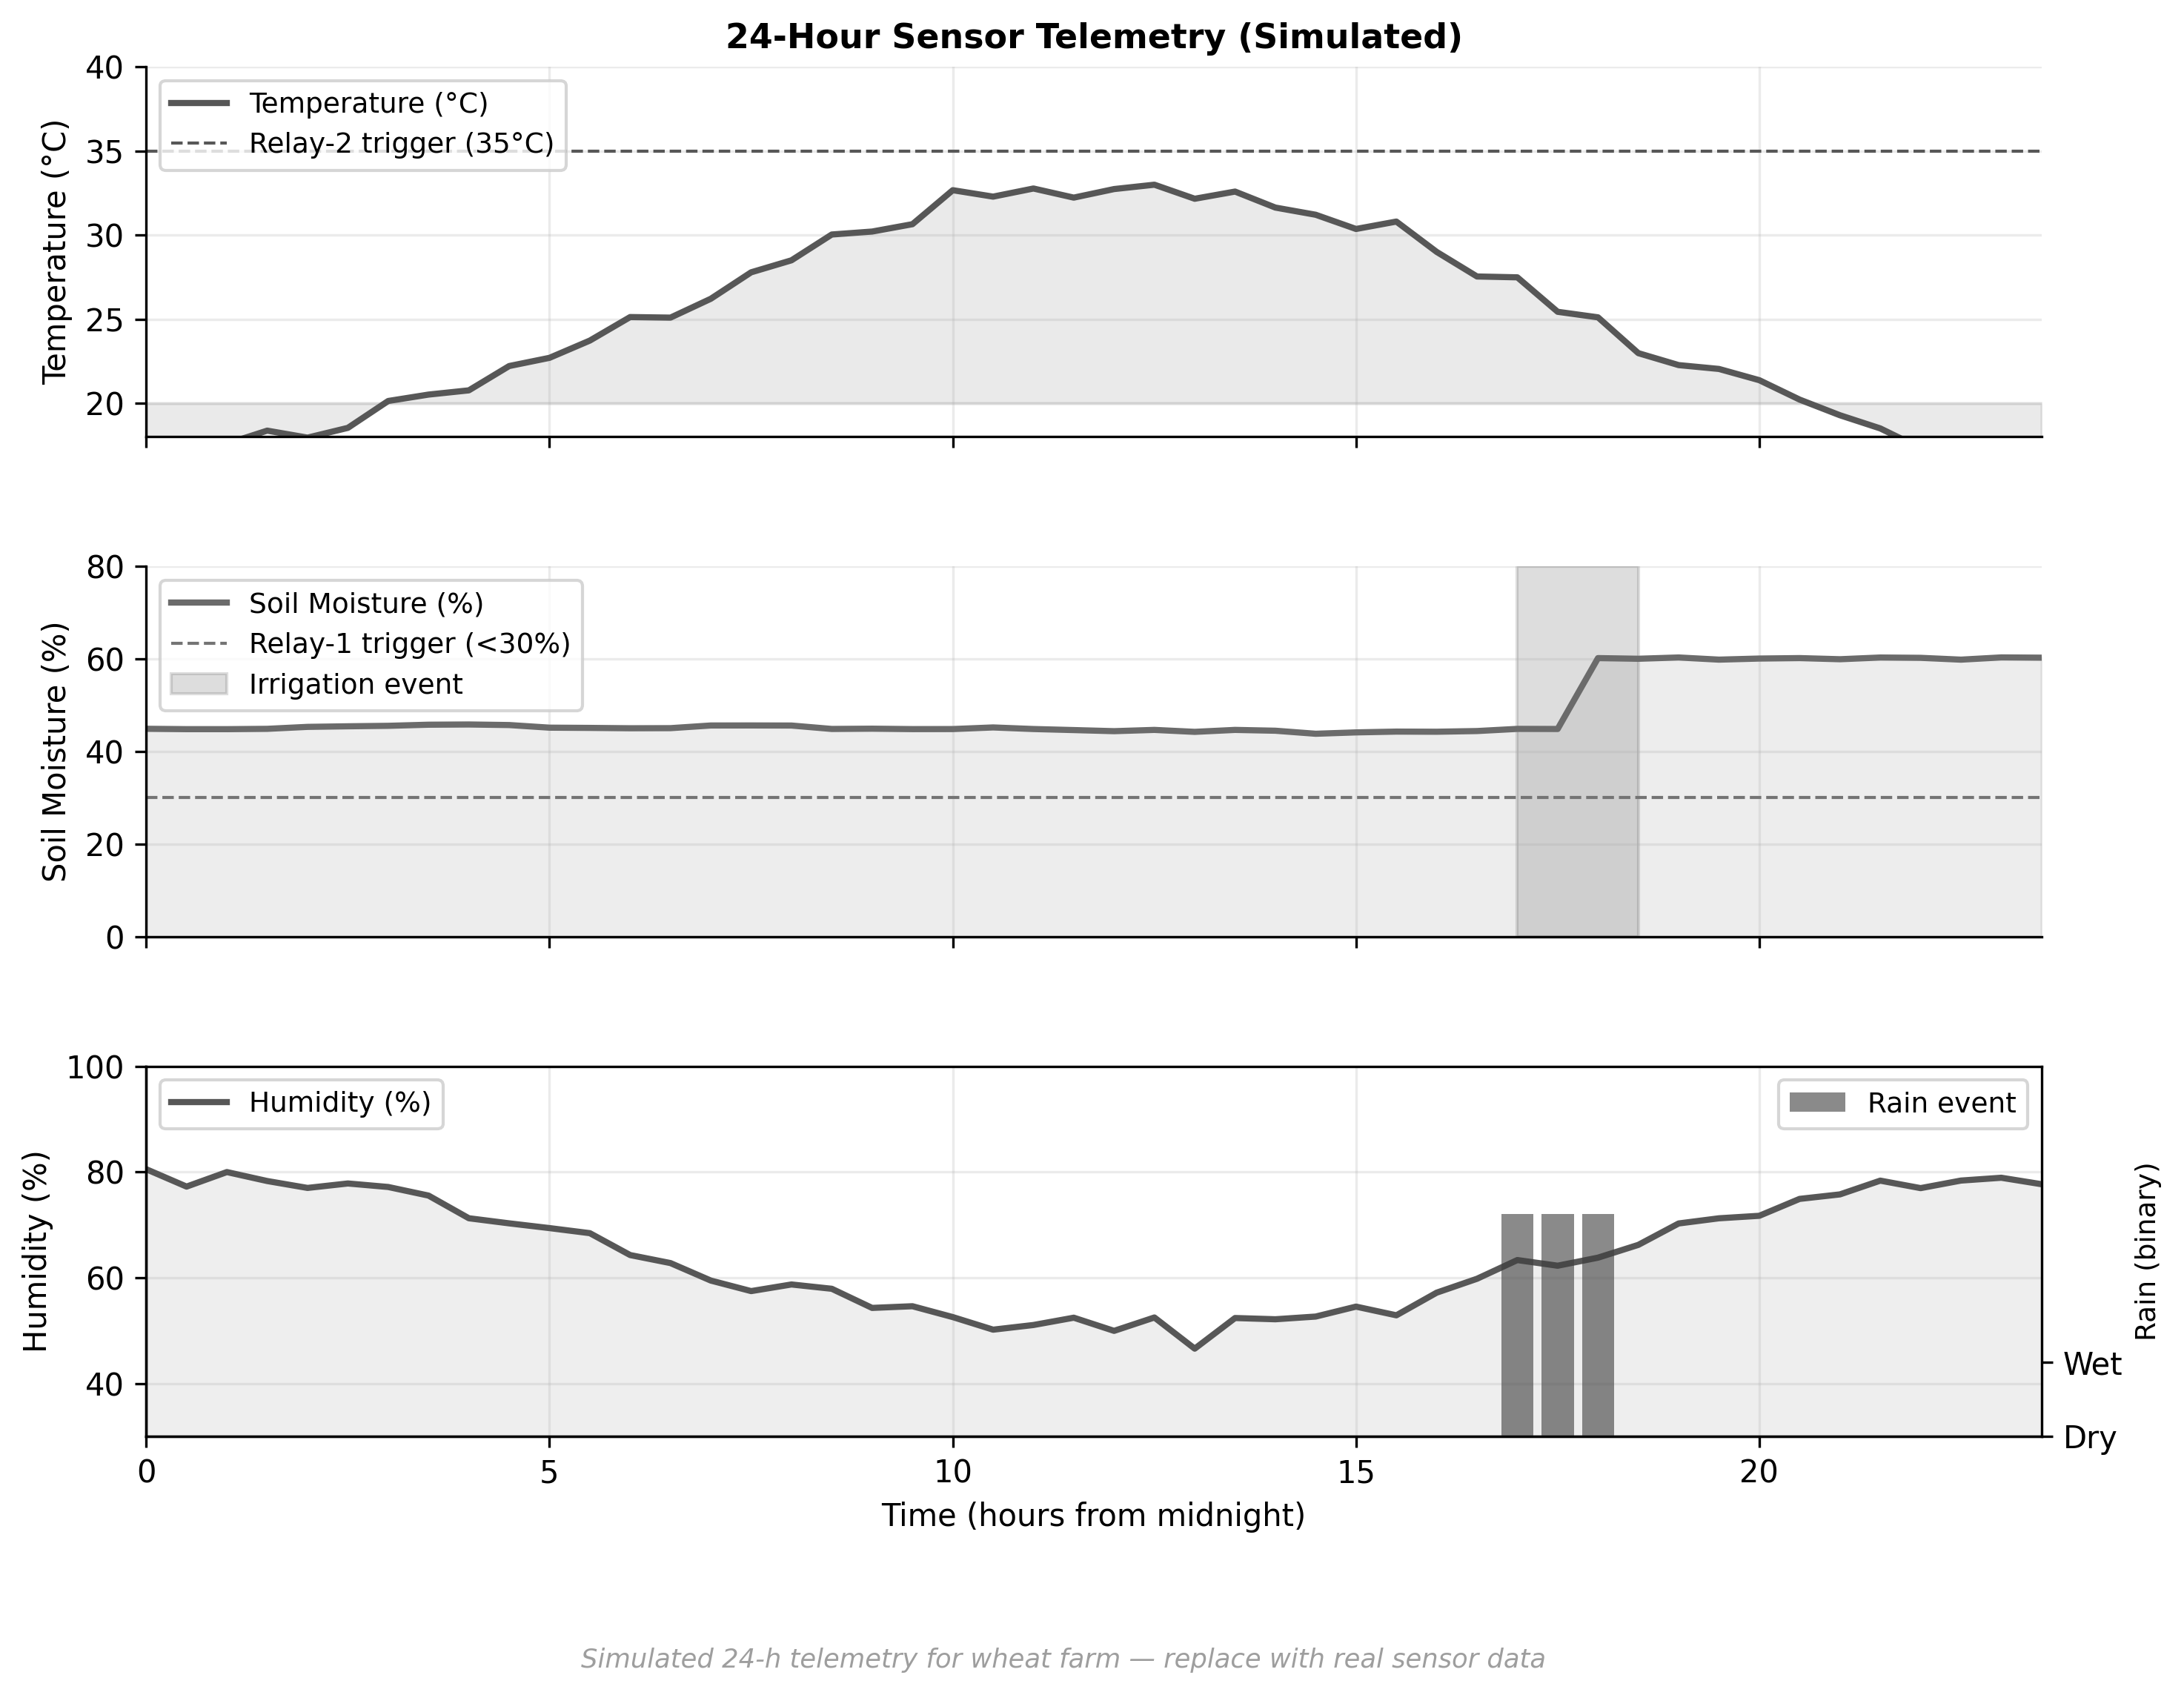 24-Hour Sensor Telemetry (Simulated)
Temperature (°C)
40
35
30
25
20
Temperature (°C)
Relay-2 trigger (35°C)
Soil Moisture (%)
80
60
40
20
0
Soil Moisture (%)
Relay-1 trigger (<30%)
Irrigation event
Humidity (%)
100
80
60
40
Humidity (%)
Rain event
Rain (binary)
Wet
Dry
0 5 10 15 20
Time (hours from midnight)
Simulated 24-h telemetry for wheat farm — replace with real sensor data